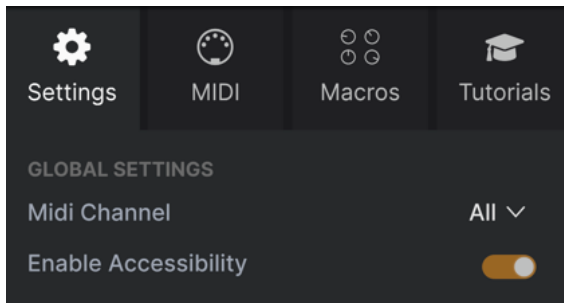 Settings MIDI Macros Tutorials
GLOBAL SETTINGS
Midi Channel All
Enable Accessibility